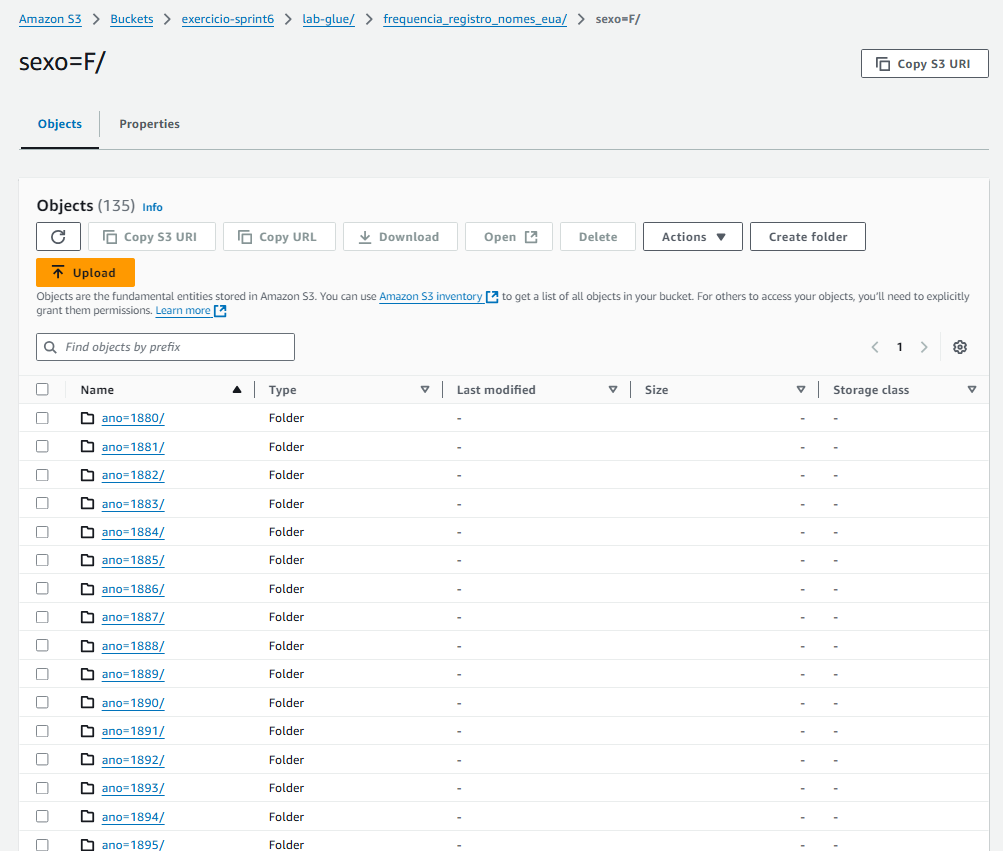 Amazon S3 > Buckets > exercicio-sprint6 > lab-glue/ > frequencia_registro_nomes_eua/ > sexo=F/
sexo=F/
Copy S3 URI
Objects Properties
Objects (135) Info
Copy S3 URI Copy URL Download Open Delete Actions Create folder
Upload
Objects are the fundamental entities stored in Amazon S3. You can use Amazon S3 inventory to get a list of all objects in your bucket. For others to access your objects, you'll need to explicitly
grant them permissions. Learn more
Find objects by prefix
< 1 >
Name Type Last modified Size Storage class
ano=1880/ Folder - - -
ano=1881/ Folder - - -
ano=1882/ Folder - - -
ano=1883/ Folder - - -
ano=1884/ Folder - - -
ano=1885/ Folder - - -
ano=1886/ Folder - - -
ano=1887/ Folder - - -
ano=1888/ Folder - - -
ano=1889/ Folder - - -
ano=1890/ Folder - - -
ano=1891/ Folder - - -
ano=1892/ Folder - - -
ano=1893/ Folder - - -
ano=1894/ Folder - - -
ano=1895/ Folder - - -